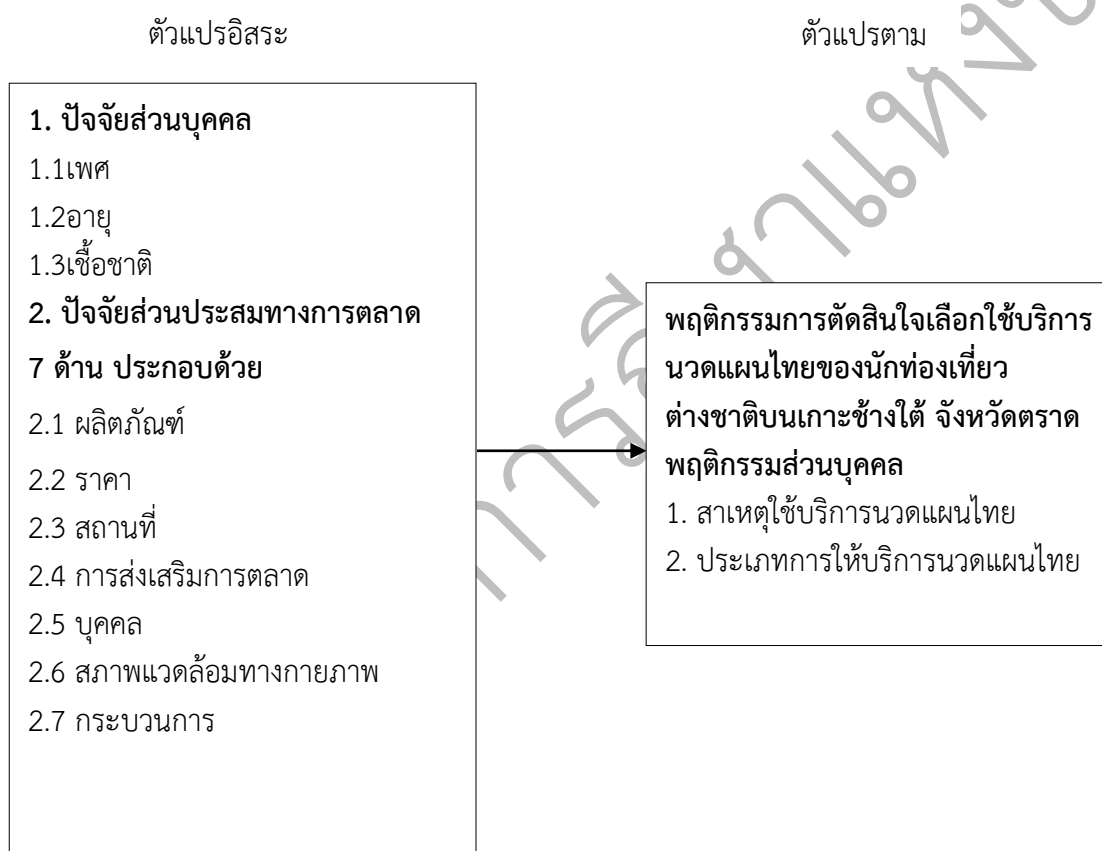 ตัวแปรอิสระ
ตัวแปรตาม
1. ปัจจัยส่วนบุคคล
1.1เพศ
1.2อายุ
1.3เชื้อชาติ
2. ปัจจัยส่วนประสมทางการตลาด
7 ด้าน ประกอบด้วย
2.1 ผลิตภัณฑ์
2.2 ราคา
2.3 สถานที่
2.4 การส่งเสริมการตลาด
2.5 บุคคล
2.6 สภาพแวดล้อมทางกายภาพ
2.7 กระบวนการ
พฤติกรรมการตัดสินใจเลือกใช้บริการ
นวดแผนไทยของนักท่องเที่ยว
ต่างชาติบนเกาะช้างใต้ จังหวัดตราด
พฤติกรรมส่วนบุคคล
1. สาเหตุใช้บริการนวดแผนไทย
2. ประเภทการให้บริการนวดแผนไทย